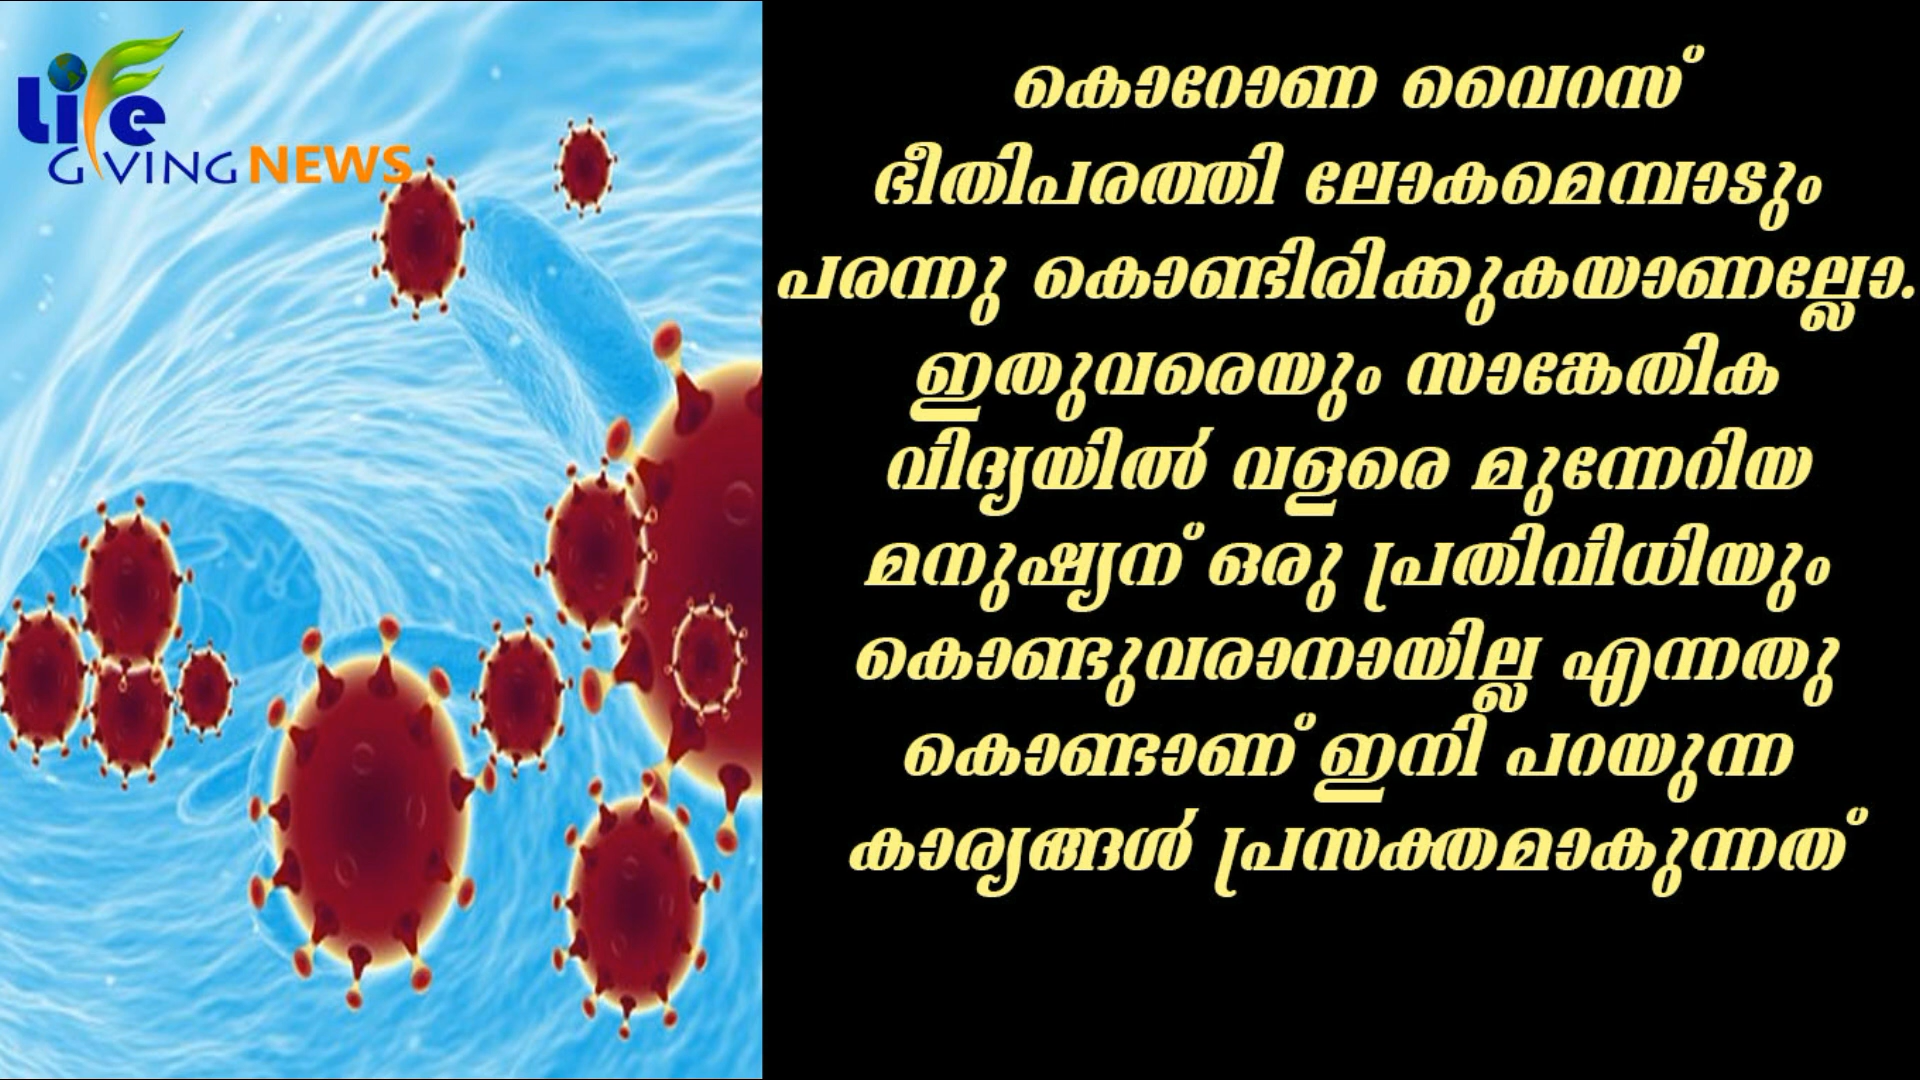 Life
GIVING NEWS
കൊറോണ വൈറസ്
ഭീതിപരത്തി ലോകമെമ്പാടും
പരന്നു കൊണ്ടിരിക്കുകയാണല്ലോ.
ഇതുവരെയും സാങ്കേതിക
വിദ്യയിൽ വളരെ മുന്നേറിയ
മനുഷ്യന് ഒരു പ്രതിവിധിയും
കൊണ്ടുവരാനായില്ല എന്നതു
കൊണ്ടാണ് ഇനി പറയുന്ന
കാര്യങ്ങൾ പ്രസക്തമാകുന്നത്